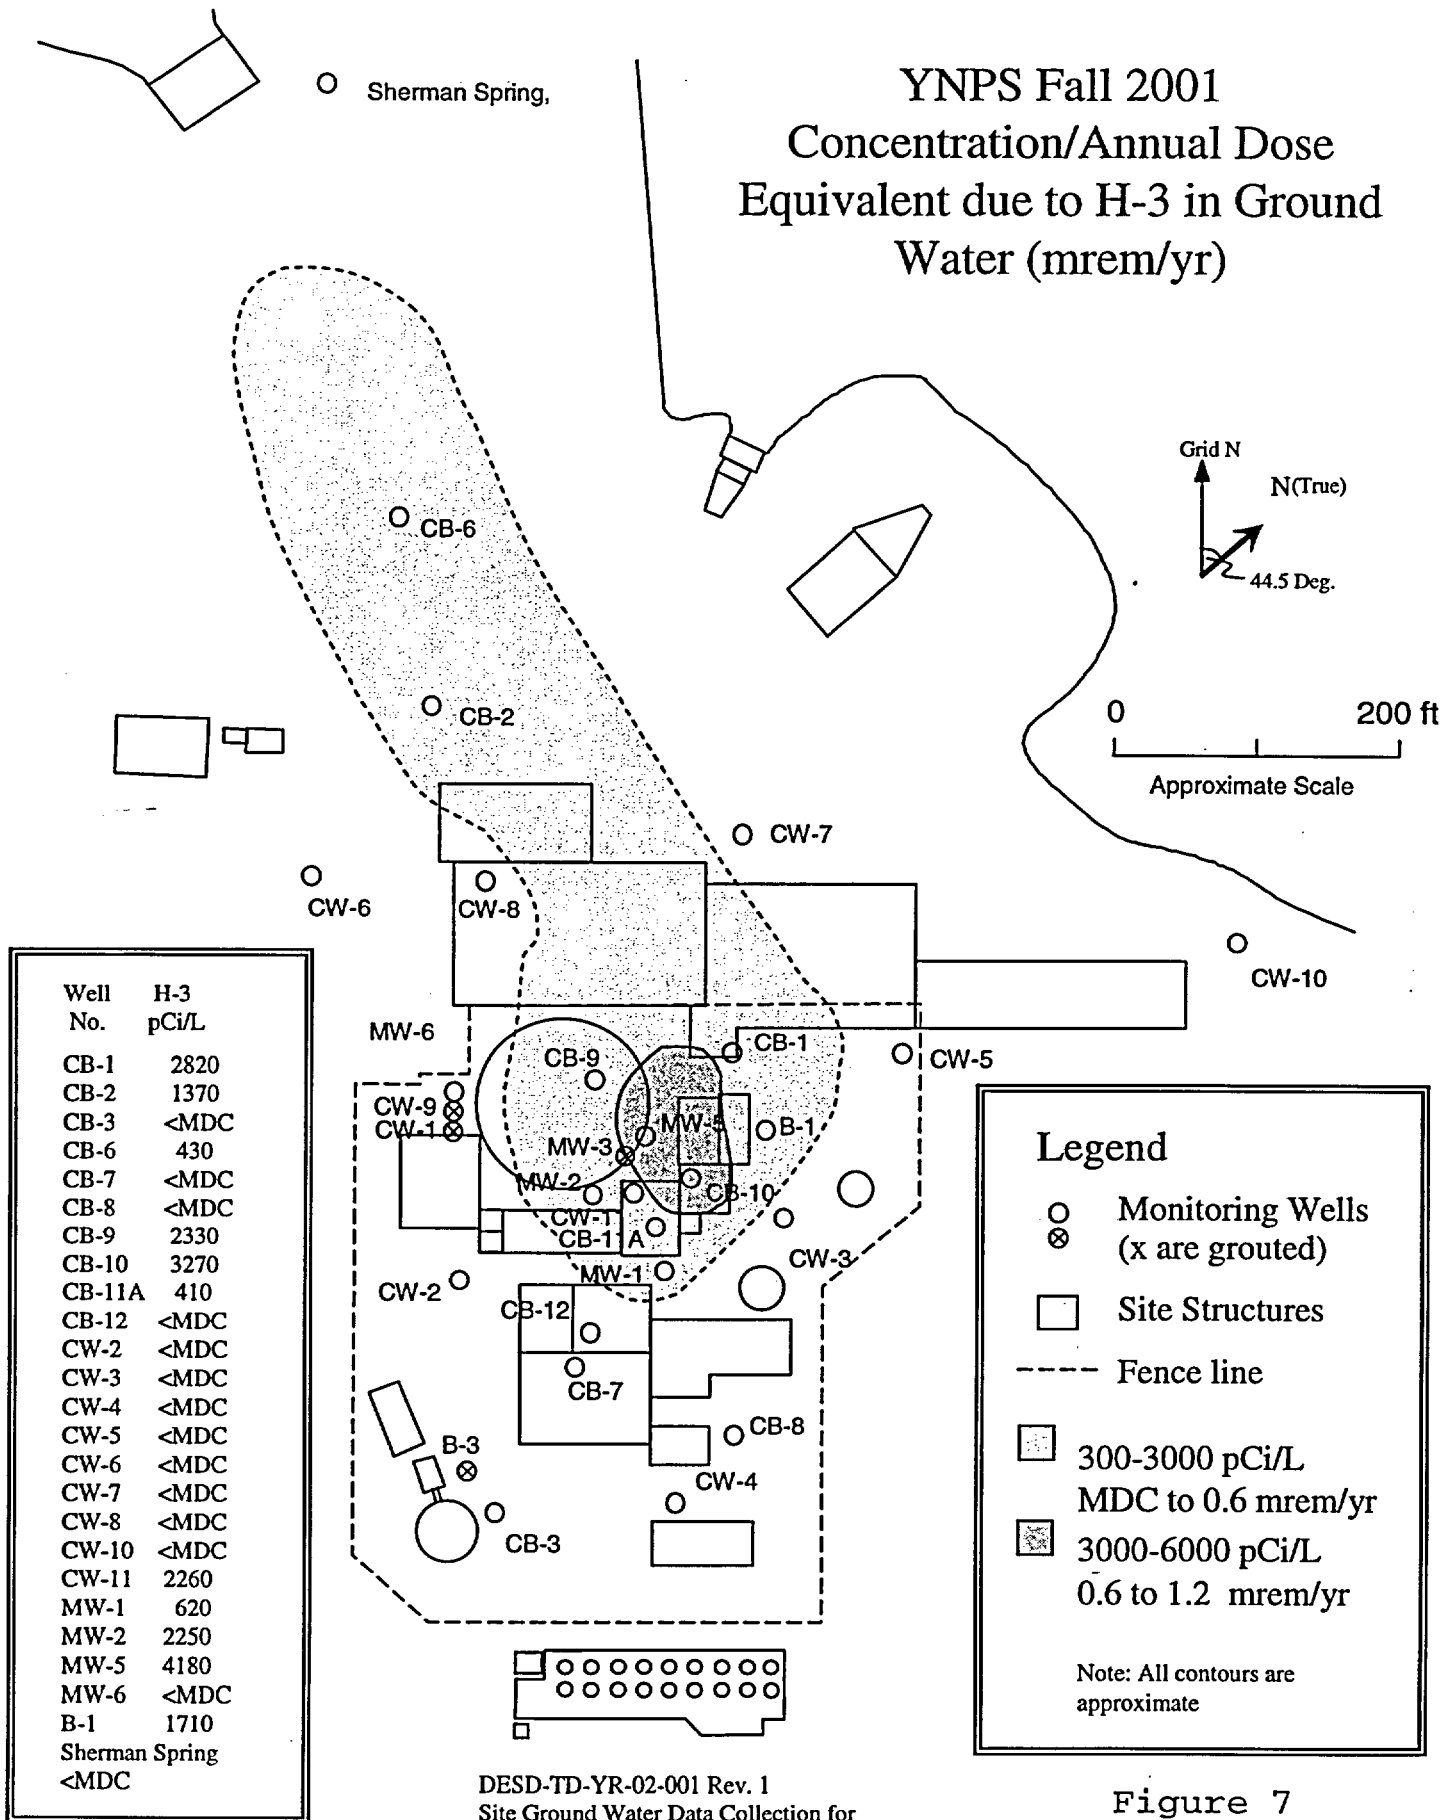 Sherman Spring,
YNPS Fall 2001
Concentration/Annual Dose
Equivalent due to H-3 in Ground
Water (mrem/yr)
Grid N
N(True)
44.5 Deg.
CB-6
CB-2
0 200 ft
Approximate Scale
CW-7
CW-6
CW-8
CW-10
MW-6
CB-9
CB-1
CW-5
CW-9
CW-1
MW-5
B-1
MW-3
MW-2
CB-10
CW-1
CB-11A
CW-3
MW-1
CW-2
CB-12
CB-7
CB-8
B-3
CW-4
CB-3
Well H-3
No. pCi/L
CB-1 2820
CB-2 1370
CB-3 <MDC
CB-6 430
CB-7 <MDC
CB-8 <MDC
CB-9 2330
CB-10 3270
CB-11A 410
CB-12 <MDC
CW-2 <MDC
CW-3 <MDC
CW-4 <MDC
CW-5 <MDC
CW-6 <MDC
CW-7 <MDC
CW-8 <MDC
CW-10 <MDC
CW-11 2260
MW-1 620
MW-2 2250
MW-5 4180
MW-6 <MDC
B-1 1710
Sherman Spring
<MDC
Legend
Monitoring Wells
(x are grouted)
Site Structures
Fence line
300-3000 pCi/L
MDC to 0.6 mrem/yr
3000-6000 pCi/L
0.6 to 1.2 mrem/yr
Note: All contours are
approximate
DESD-TD-YR-02-001 Rev. 1
Site Ground Water Data Collection for
Figure 7